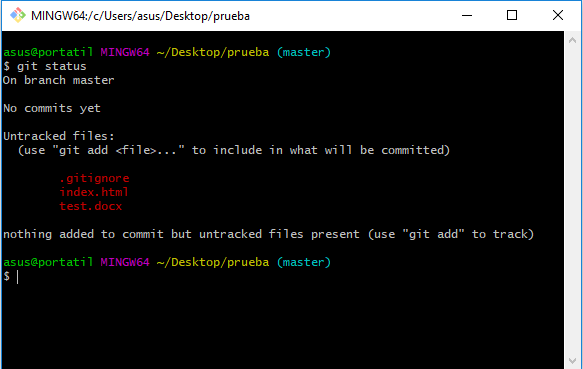 MINGW64:/c/Users/asus/Desktop/prueba
asus@portatil MINGW64 ~/Desktop/prueba (master)
$ git status
On branch master
No commits yet
Untracked files:
(use "git add <file>..." to include in what will be committed)
.gitignore
index.html
test.docx
nothing added to commit but untracked files present (use "git add" to track)
asus@portatil MINGW64 ~/Desktop/prueba (master)
$